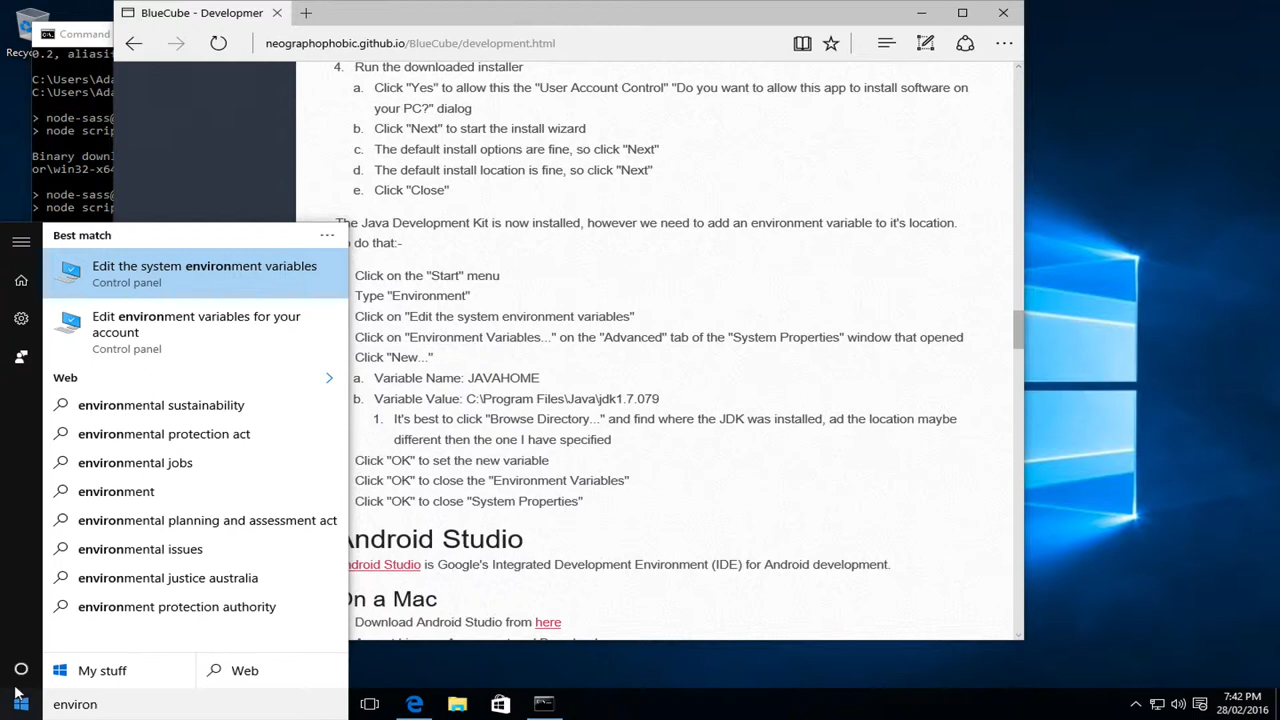 Recyc
Command
0.2, aliasif
C:\Users\Ada
C:\Users\Ada
> node-sass@
> node scrip
Binary downl
or\win32-x64
> node-sass@
> node scrip
BlueCube - Developmer
neographophobic.github.io/BlueCube/development.html
4. Run the downloaded installer
a. Click "Yes" to allow this the "User Account Control" "Do you want to allow this app to install software on
your PC?" dialog
b. Click "Next" to start the install wizard
c. The default install options are fine, so click "Next"
d. The default install location is fine, so click "Next"
e. Click "Close"
The Java Development Kit is now installed, however we need to add an environment variable to it's location.
o do that:-
Click on the "Start" menu
Type "Environment"
Click on "Edit the system environment variables"
Click on "Environment Variables..." on the "Advanced" tab of the "System Properties" window that opened
Click "New..."
a. Variable Name: JAVAHOME
b. Variable Value: C:\Program Files\Java\jdk1.7.079
1. It's best to click "Browse Directory..." and find where the JDK was installed, ad the location maybe
different then the one I have specified
Click "OK" to set the new variable
Click "OK" to close the "Environment Variables"
Click "OK" to close "System Properties"
Android Studio
ndroid Studio is Google's Integrated Development Environment (IDE) for Android development.
On a Mac
Download Android Studio from here
Best match
Edit the system environment variables
Control panel
Edit environment variables for your
account
Control panel
Web
environmental sustainability
environmental protection act
environmental jobs
environment
environmental planning and assessment act
environmental issues
environmental justice australia
environment protection authority
My stuff
Web
environ
7:42 PM
28/02/2016